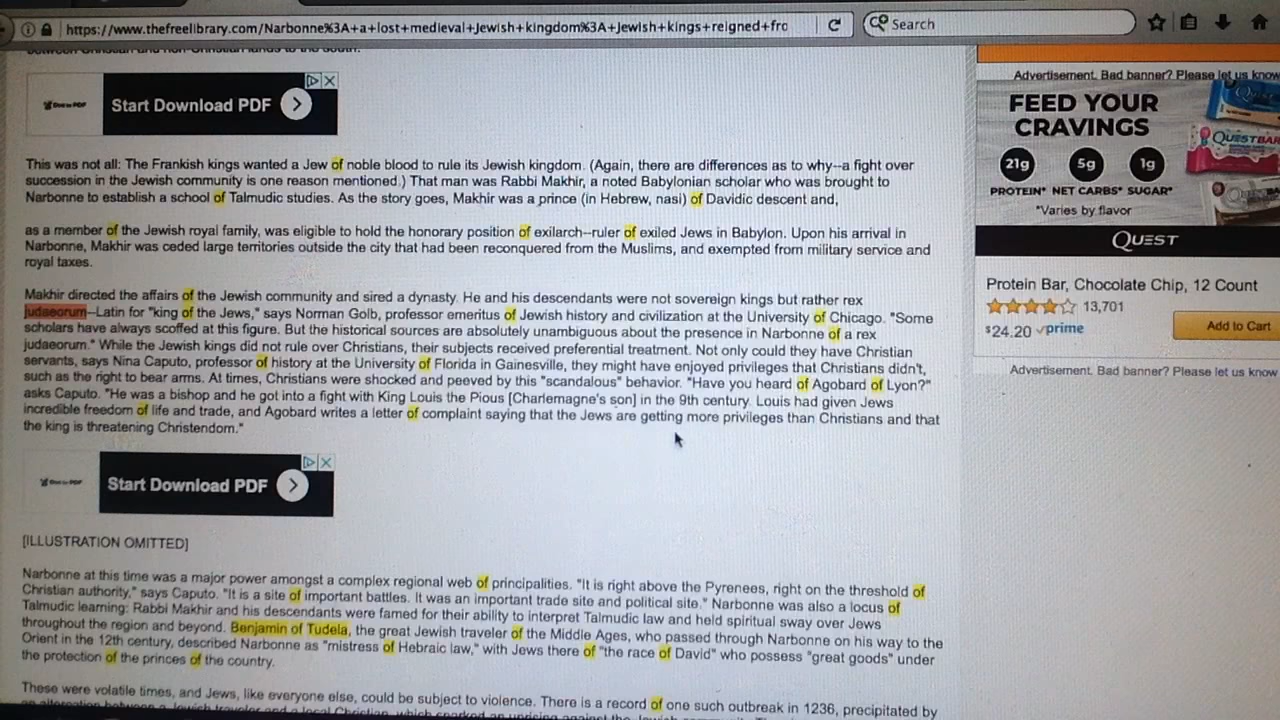 https://www.thefreelibrary.com/Narbonne%3A+a+lost+medieval+Jewish+kingdom%3A+Jewish+kings+reigned+fro
Search
Start Download PDF
This was not all: The Frankish kings wanted a Jew of noble blood to rule its Jewish kingdom. (Again, there are differences as to why--a fight over
succession in the Jewish community is one reason mentioned.) That man was Rabbi Makhir, a noted Babylonian scholar who was brought to
Narbonne to establish a school of Talmudic studies. As the story goes, Makhir was a prince (in Hebrew, nasi) of Davidic descent and,
as a member of the Jewish royal family, was eligible to hold the honorary position of exilarch--ruler of exiled Jews in Babylon. Upon his arrival in
Narbonne, Makhir was ceded large territories outside the city that had been reconquered from the Muslims, and exempted from military service and
royal taxes.
Makhir directed the affairs of the Jewish community and sired a dynasty. He and his descendants were not sovereign kings but rather rex
judaeorum--Latin for "king of the Jews," says Norman Golb, professor emeritus of Jewish history and civilization at the University of Chicago. "Some
scholars have always scoffed at this figure. But the historical sources are absolutely unambiguous about the presence in Narbonne of a rex
judaeorum." While the Jewish kings did not rule over Christians, their subjects received preferential treatment. Not only could they have Christian
servants, says Nina Caputo, professor of history at the University of Florida in Gainesville, they might have enjoyed privileges that Christians didn't,
such as the right to bear arms. At times, Christians were shocked and peeved by this "scandalous" behavior. "Have you heard of Agobard of Lyon?"
asks Caputo. "He was a bishop and he got into a fight with King Louis the Pious [Charlemagne's son] in the 9th century. Louis had given Jews
incredible freedom of life and trade, and Agobard writes a letter of complaint saying that the Jews are getting more privileges than Christians and that
the king is threatening Christendom."
Start Download PDF
[ILLUSTRATION OMITTED]
Narbonne at this time was a major power amongst a complex regional web of principalities. "It is right above the Pyrenees, right on the threshold of
Christian authority," says Caputo. "It is a site of important battles. It was an important trade site and political site." Narbonne was also a locus of
Talmudic learning: Rabbi Makhir and his descendants were famed for their ability to interpret Talmudic law and held spiritual sway over Jews
throughout the region and beyond. Benjamin of Tudela, the great Jewish traveler of the Middle Ages, who passed through Narbonne on his way to the
Orient in the 12th century, described Narbonne as "mistress of Hebraic law," with Jews there of "the race of David" who possess "great goods" under
the protection of the princes of the country.
These were volatile times, and Jews, like everyone else, could be subject to violence. There is a record of one such outbreak in 1236, precipitated by
Advertisement. Bad banner? Please let us know
FEED YOUR
CRAVINGS
21g 5g 1g
PROTEIN* NET CARBS* SUGAR*
*Varies by flavor
QUEST
Protein Bar, Chocolate Chip, 12 Count
13,701
$24.20 prime
Add to Cart
Advertisement. Bad banner? Please let us know